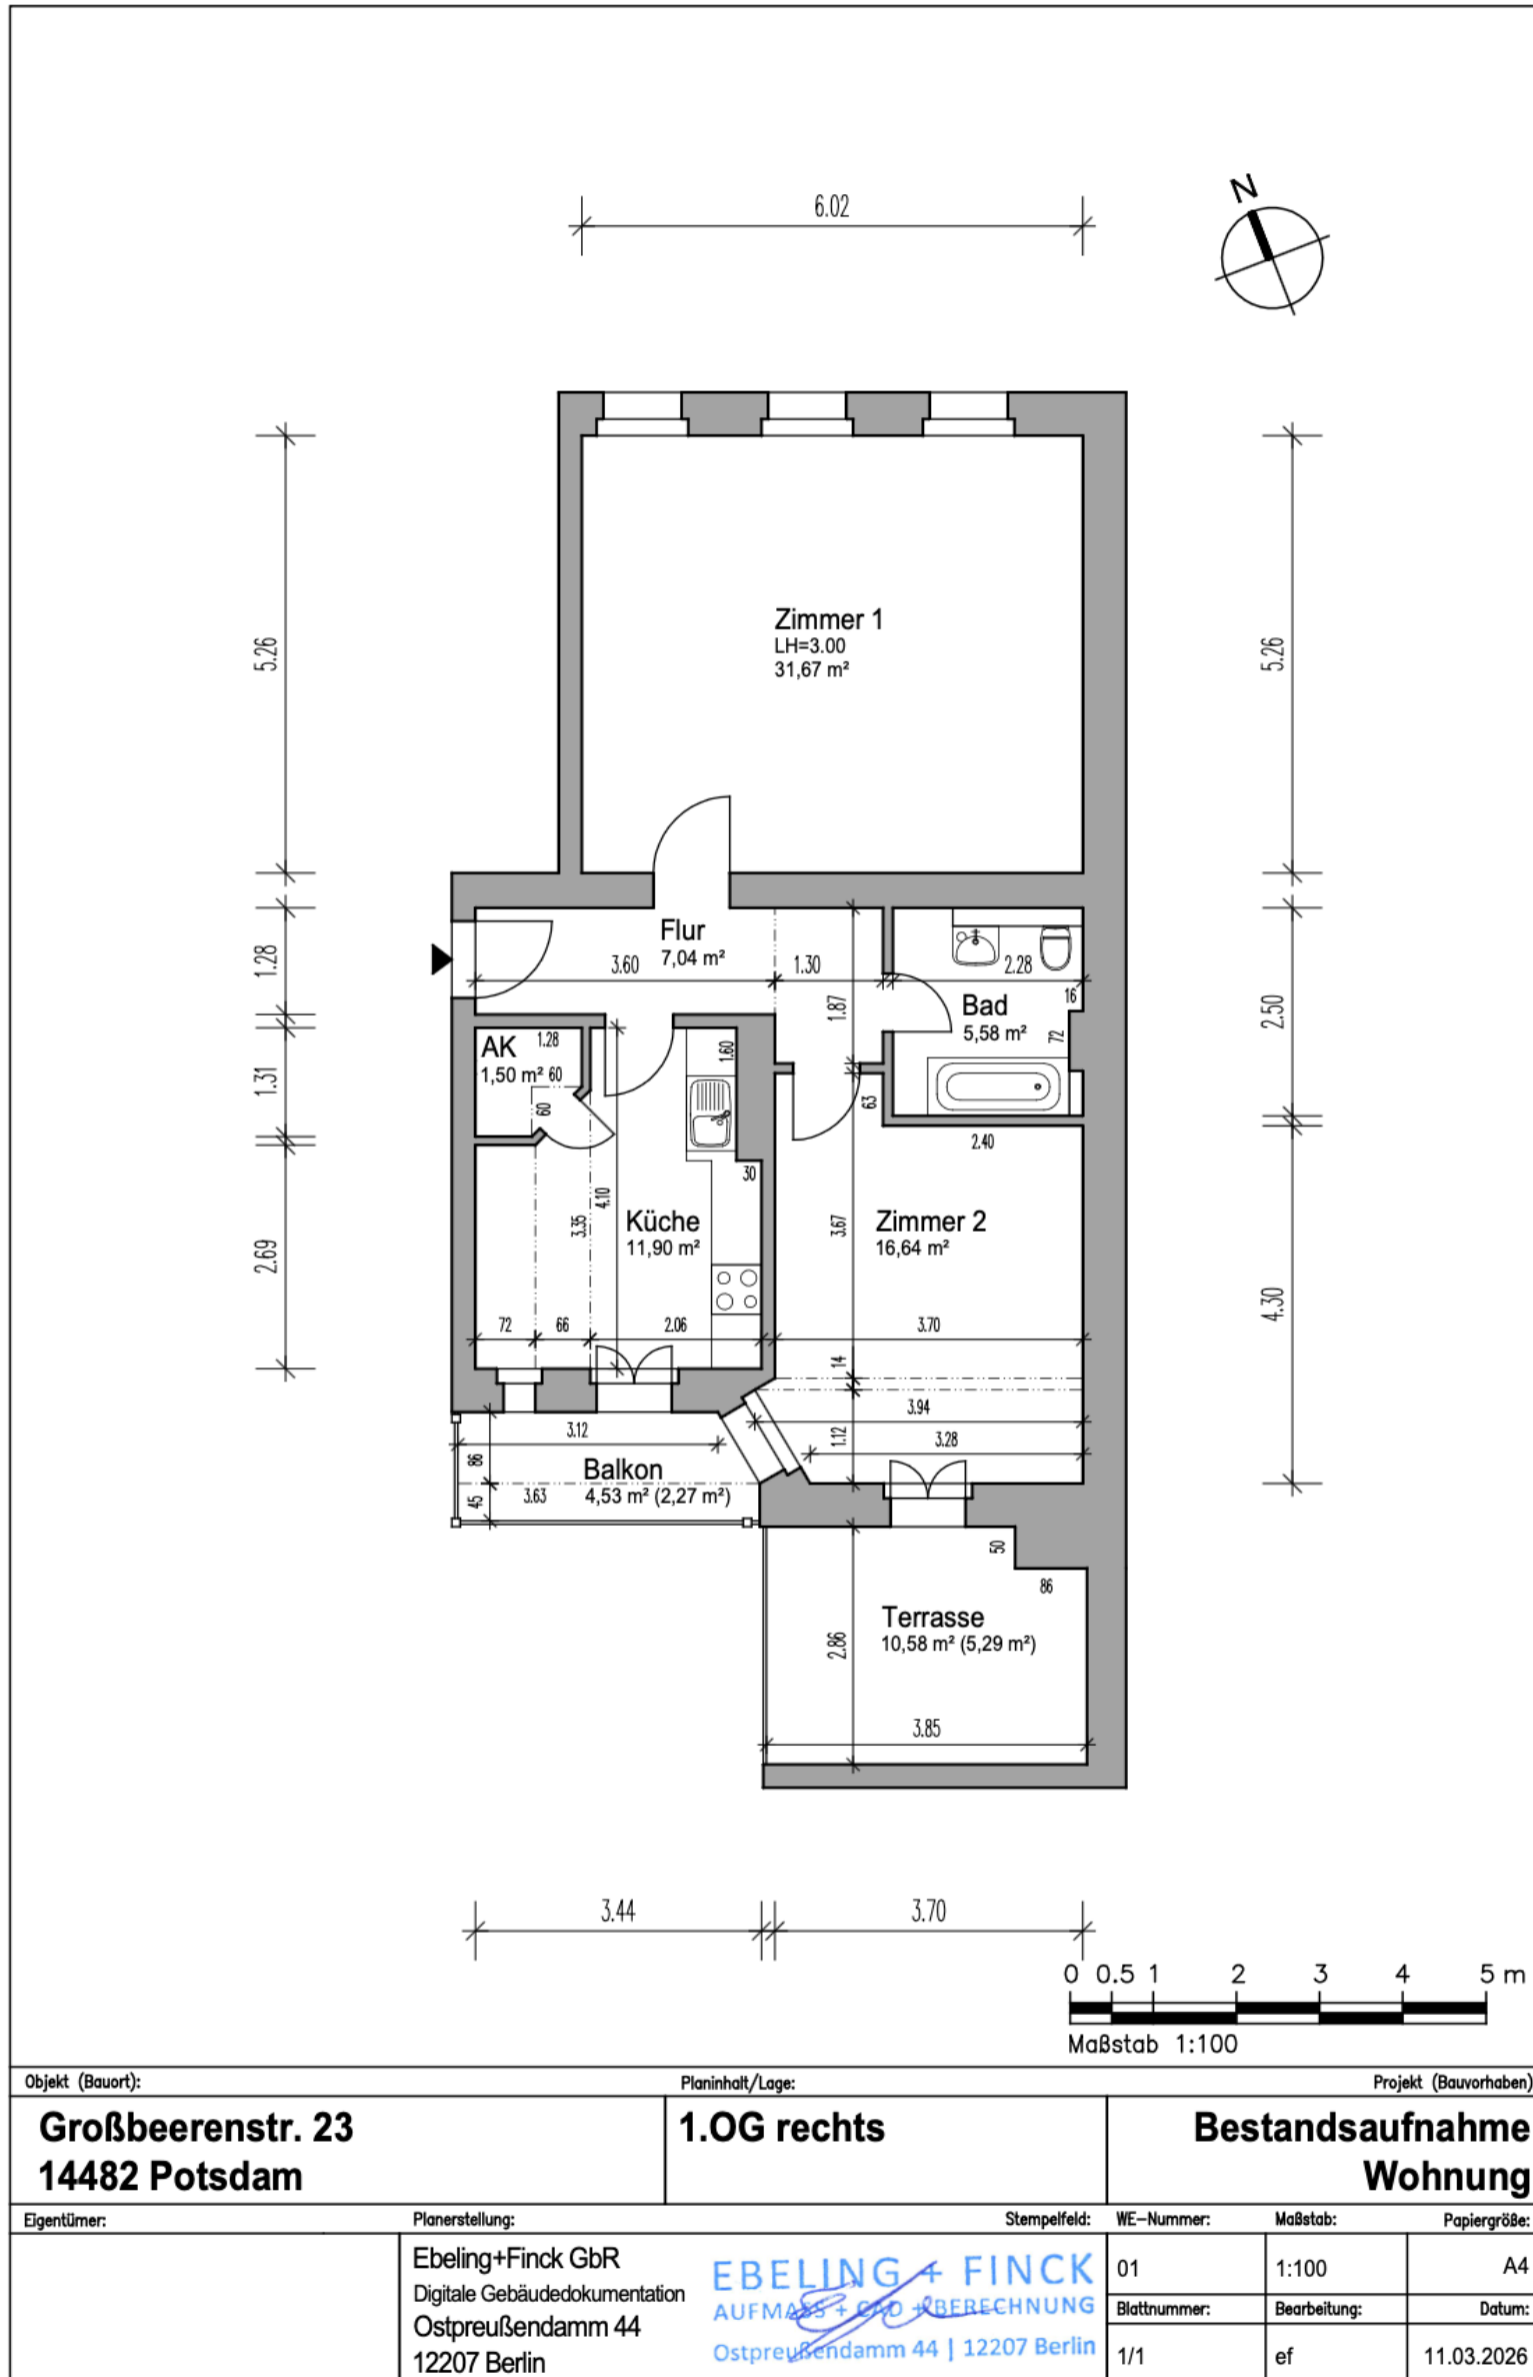 6.02
N
5.26
5.26
Zimmer 1
LH=3.00
31,67 m²
1.28
Flur
7,04 m²
3.60
1.30
1.87
2.28
16
Bad
5,58 m²
72
2.50
1.31
AK
1.28
1,50 m²
60
60
1.60
63
2.40
30
2.69
3.35
4.10
Küche
11,90 m²
3.67
Zimmer 2
16,64 m²
4.30
72
66
2.06
3.70
14
3.94
3.12
1.12
3.28
86
Balkon
4,53 m² (2,27 m²)
45
3.63
50
86
Terrasse
10,58 m² (5,29 m²)
2.86
3.85
3.44
3.70
0 0.5 1 2 3 4 5 m
Maßstab 1:100
Objekt (Bauort):
Planinhalt/Lage:
Projekt (Bauvorhaben)
Großbeerenstr. 23
14482 Potsdam
1.OG rechts
Bestandsaufnahme
Wohnung
Eigentümer:
Planerstellung:
Stempelfeld:
WE-Nummer:
Maßstab:
Papiergröße:
Ebeling+Finck GbR
Digitale Gebäudedokumentation
Ostpreußendamm 44
12207 Berlin
EBELING + FINCK
AUFMASS + CAD + BERECHNUNG
Ostpreußendamm 44 | 12207 Berlin
01
1:100
A4
Blattnummer:
Bearbeitung:
Datum:
1/1
ef
11.03.2026